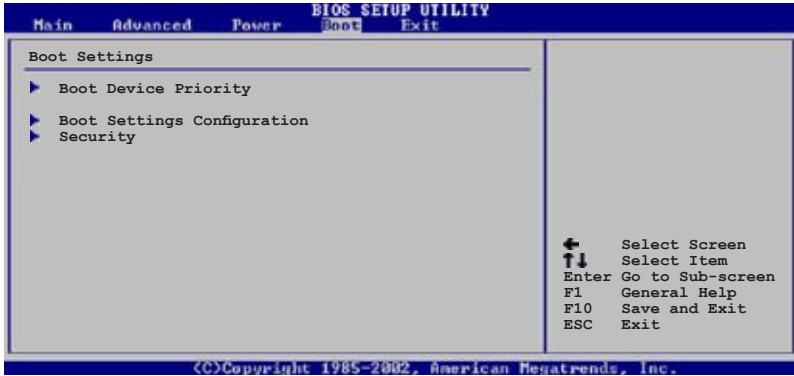 BIOS SETUP UTILITY
Main Advanced Power Boot Exit
Boot Settings
Boot Device Priority
Boot Settings Configuration
Security
← Select Screen
↑↓ Select Item
Enter Go to Sub-screen
F1 General Help
F10 Save and Exit
ESC Exit
(C)Copyright 1985-2002, American Megatrends, Inc.